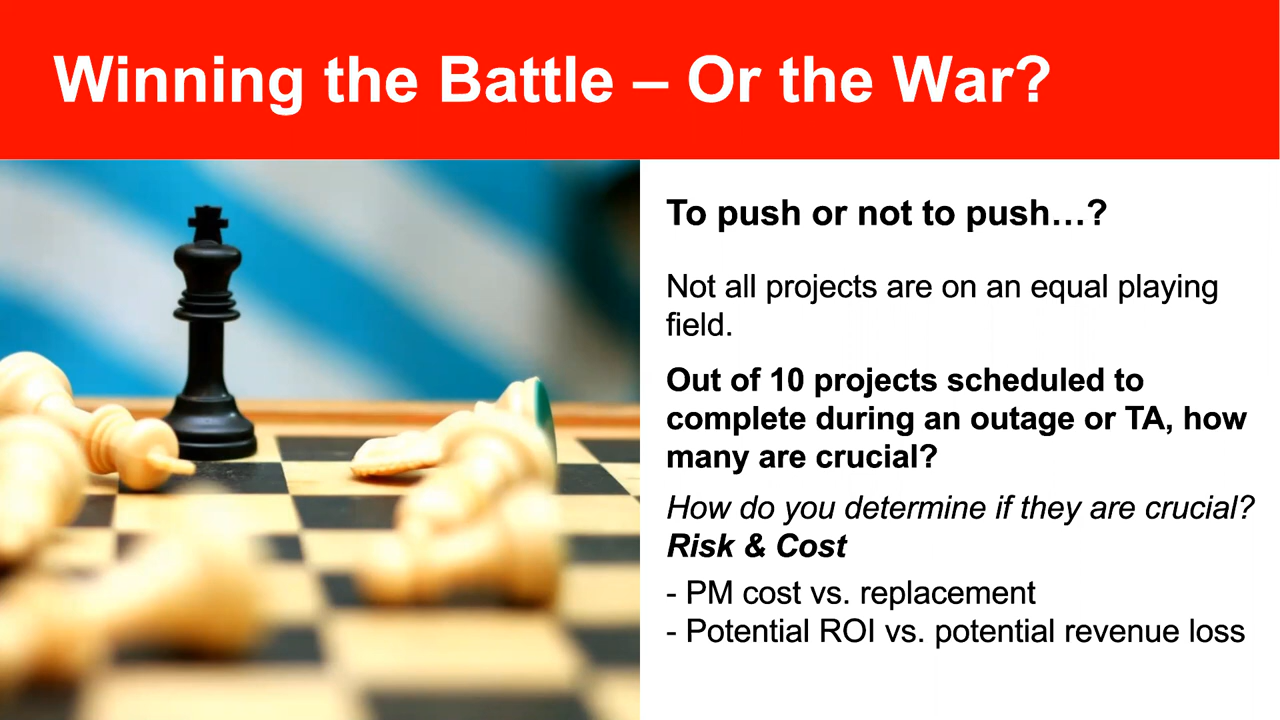 Winning the Battle – Or the War?
To push or not to push…?
Not all projects are on an equal playing
field.
Out of 10 projects scheduled to
complete during an outage or TA, how
many are crucial?
How do you determine if they are crucial?
Risk & Cost
- PM cost vs. replacement
- Potential ROI vs. potential revenue loss